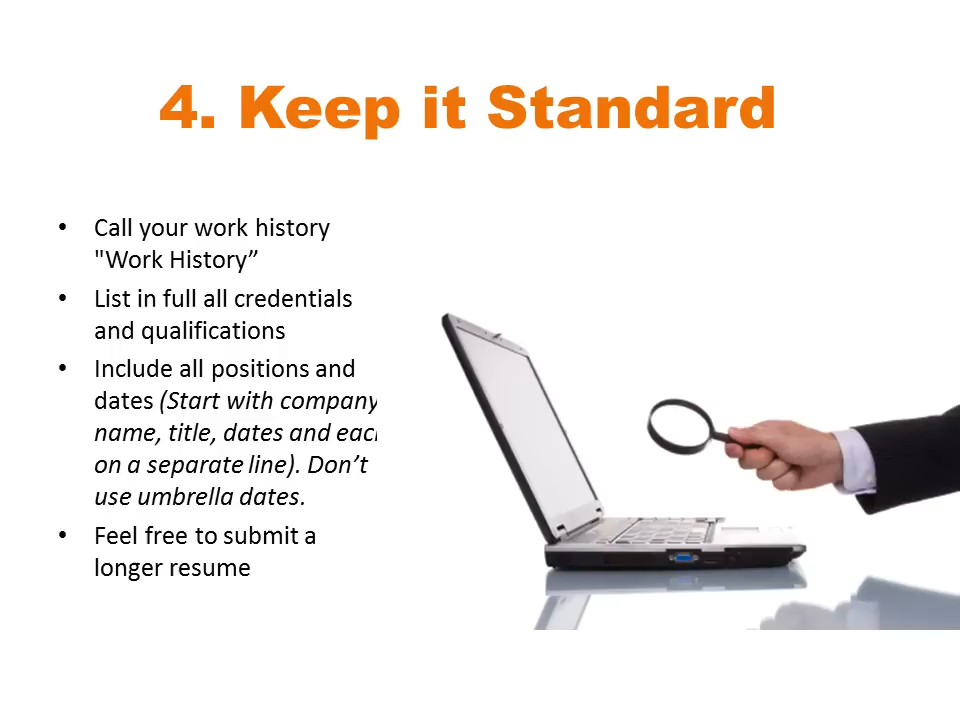 4. Keep it Standard
• Call your work history
"Work History”
• List in full all credentials
and qualifications
• Include all positions and
dates (Start with company
name, title, dates and each
on a separate line). Don’t
use umbrella dates.
• Feel free to submit a
longer resume